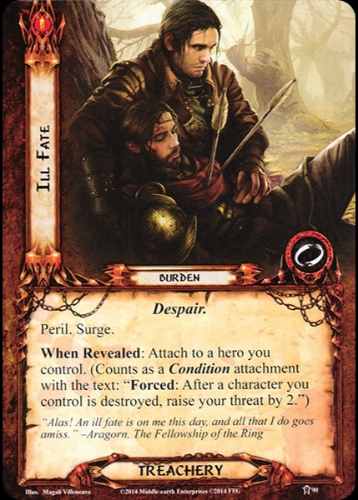 ILL FATE
BURDEN
Despair.
Peril. Surge.
When Revealed: Attach to a hero you
control. (Counts as a Condition attachment
with the text: “Forced: After a character you
control is destroyed, raise your threat by 2.”)
“Alas! An ill fate is on me this day, and all that I do goes
amiss.” –Aragorn, The Fellowship of the Ring
TREACHERY
Illus. Magali Villeneuve
©2014 Middle-earth Enterprises ©2014 FFG
90